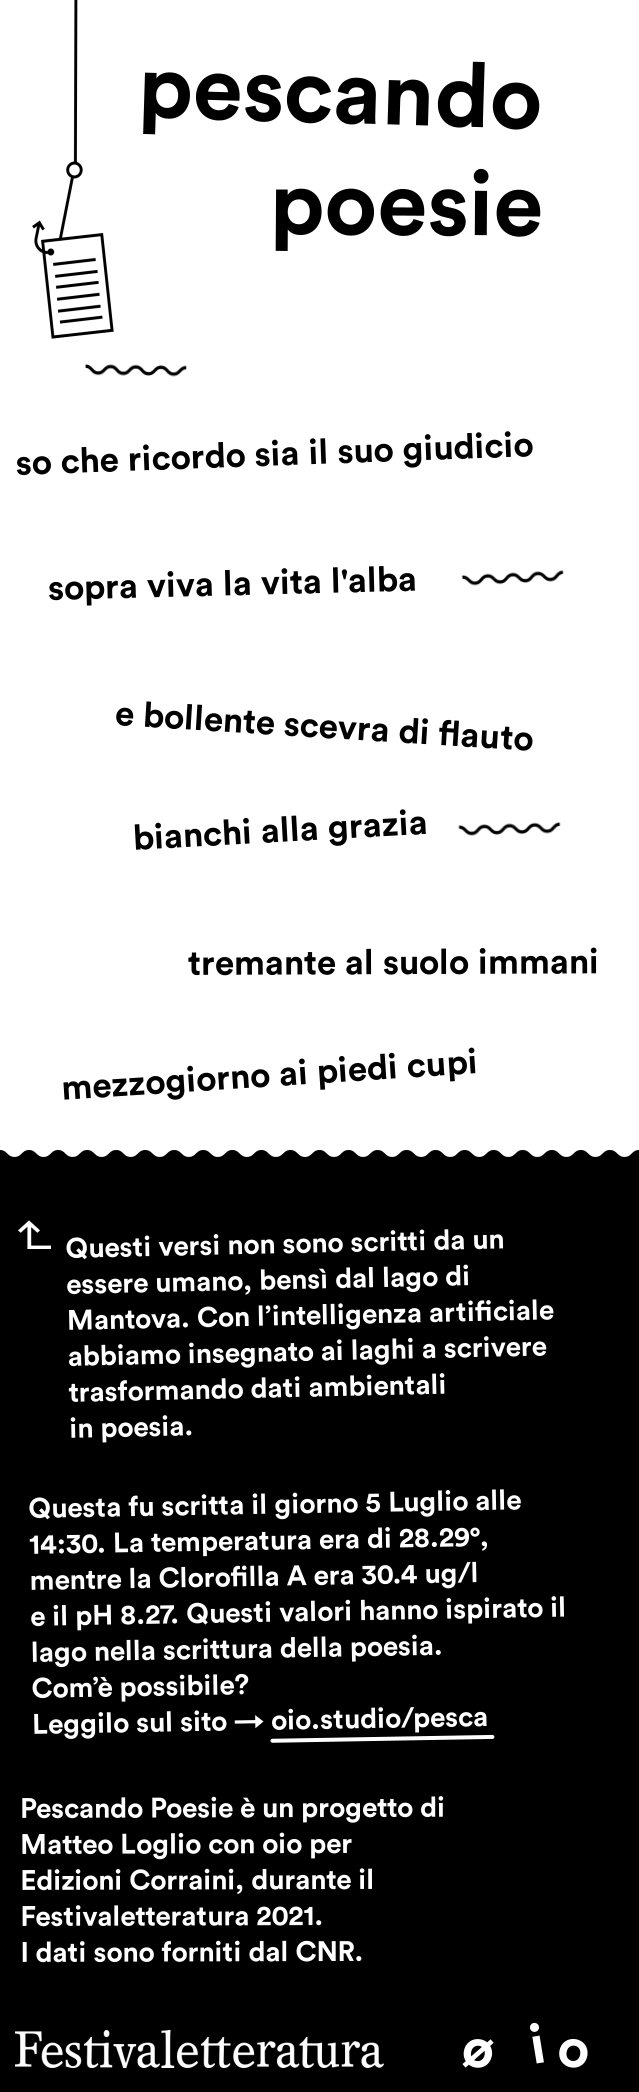 pescando
poesie
so che ricordo sia il suo giudicio
sopra viva la vita l'alba
e bollente scevra di flauto
bianchi alla grazia
tremante al suolo immani
mezzogiorno ai piedi cupi
Questi versi non sono scritti da un
essere umano, bensì dal lago di
Mantova. Con l’intelligenza artificiale
abbiamo insegnato ai laghi a scrivere
trasformando dati ambientali
in poesia.
Questa fu scritta il giorno 5 Luglio alle
14:30. La temperatura era di 28.29°,
mentre la Clorofilla A era 30.4 ug/l
e il pH 8.27. Questi valori hanno ispirato il
lago nella scrittura della poesia.
Com’è possibile?
Leggilo sul sito → oio.studio/pesca
Pescando Poesie è un progetto di
Matteo Loglio con oio per
Edizioni Corraini, durante il
Festivaletteratura 2021.
I dati sono forniti dal CNR.
Festivaletteratura ø i o